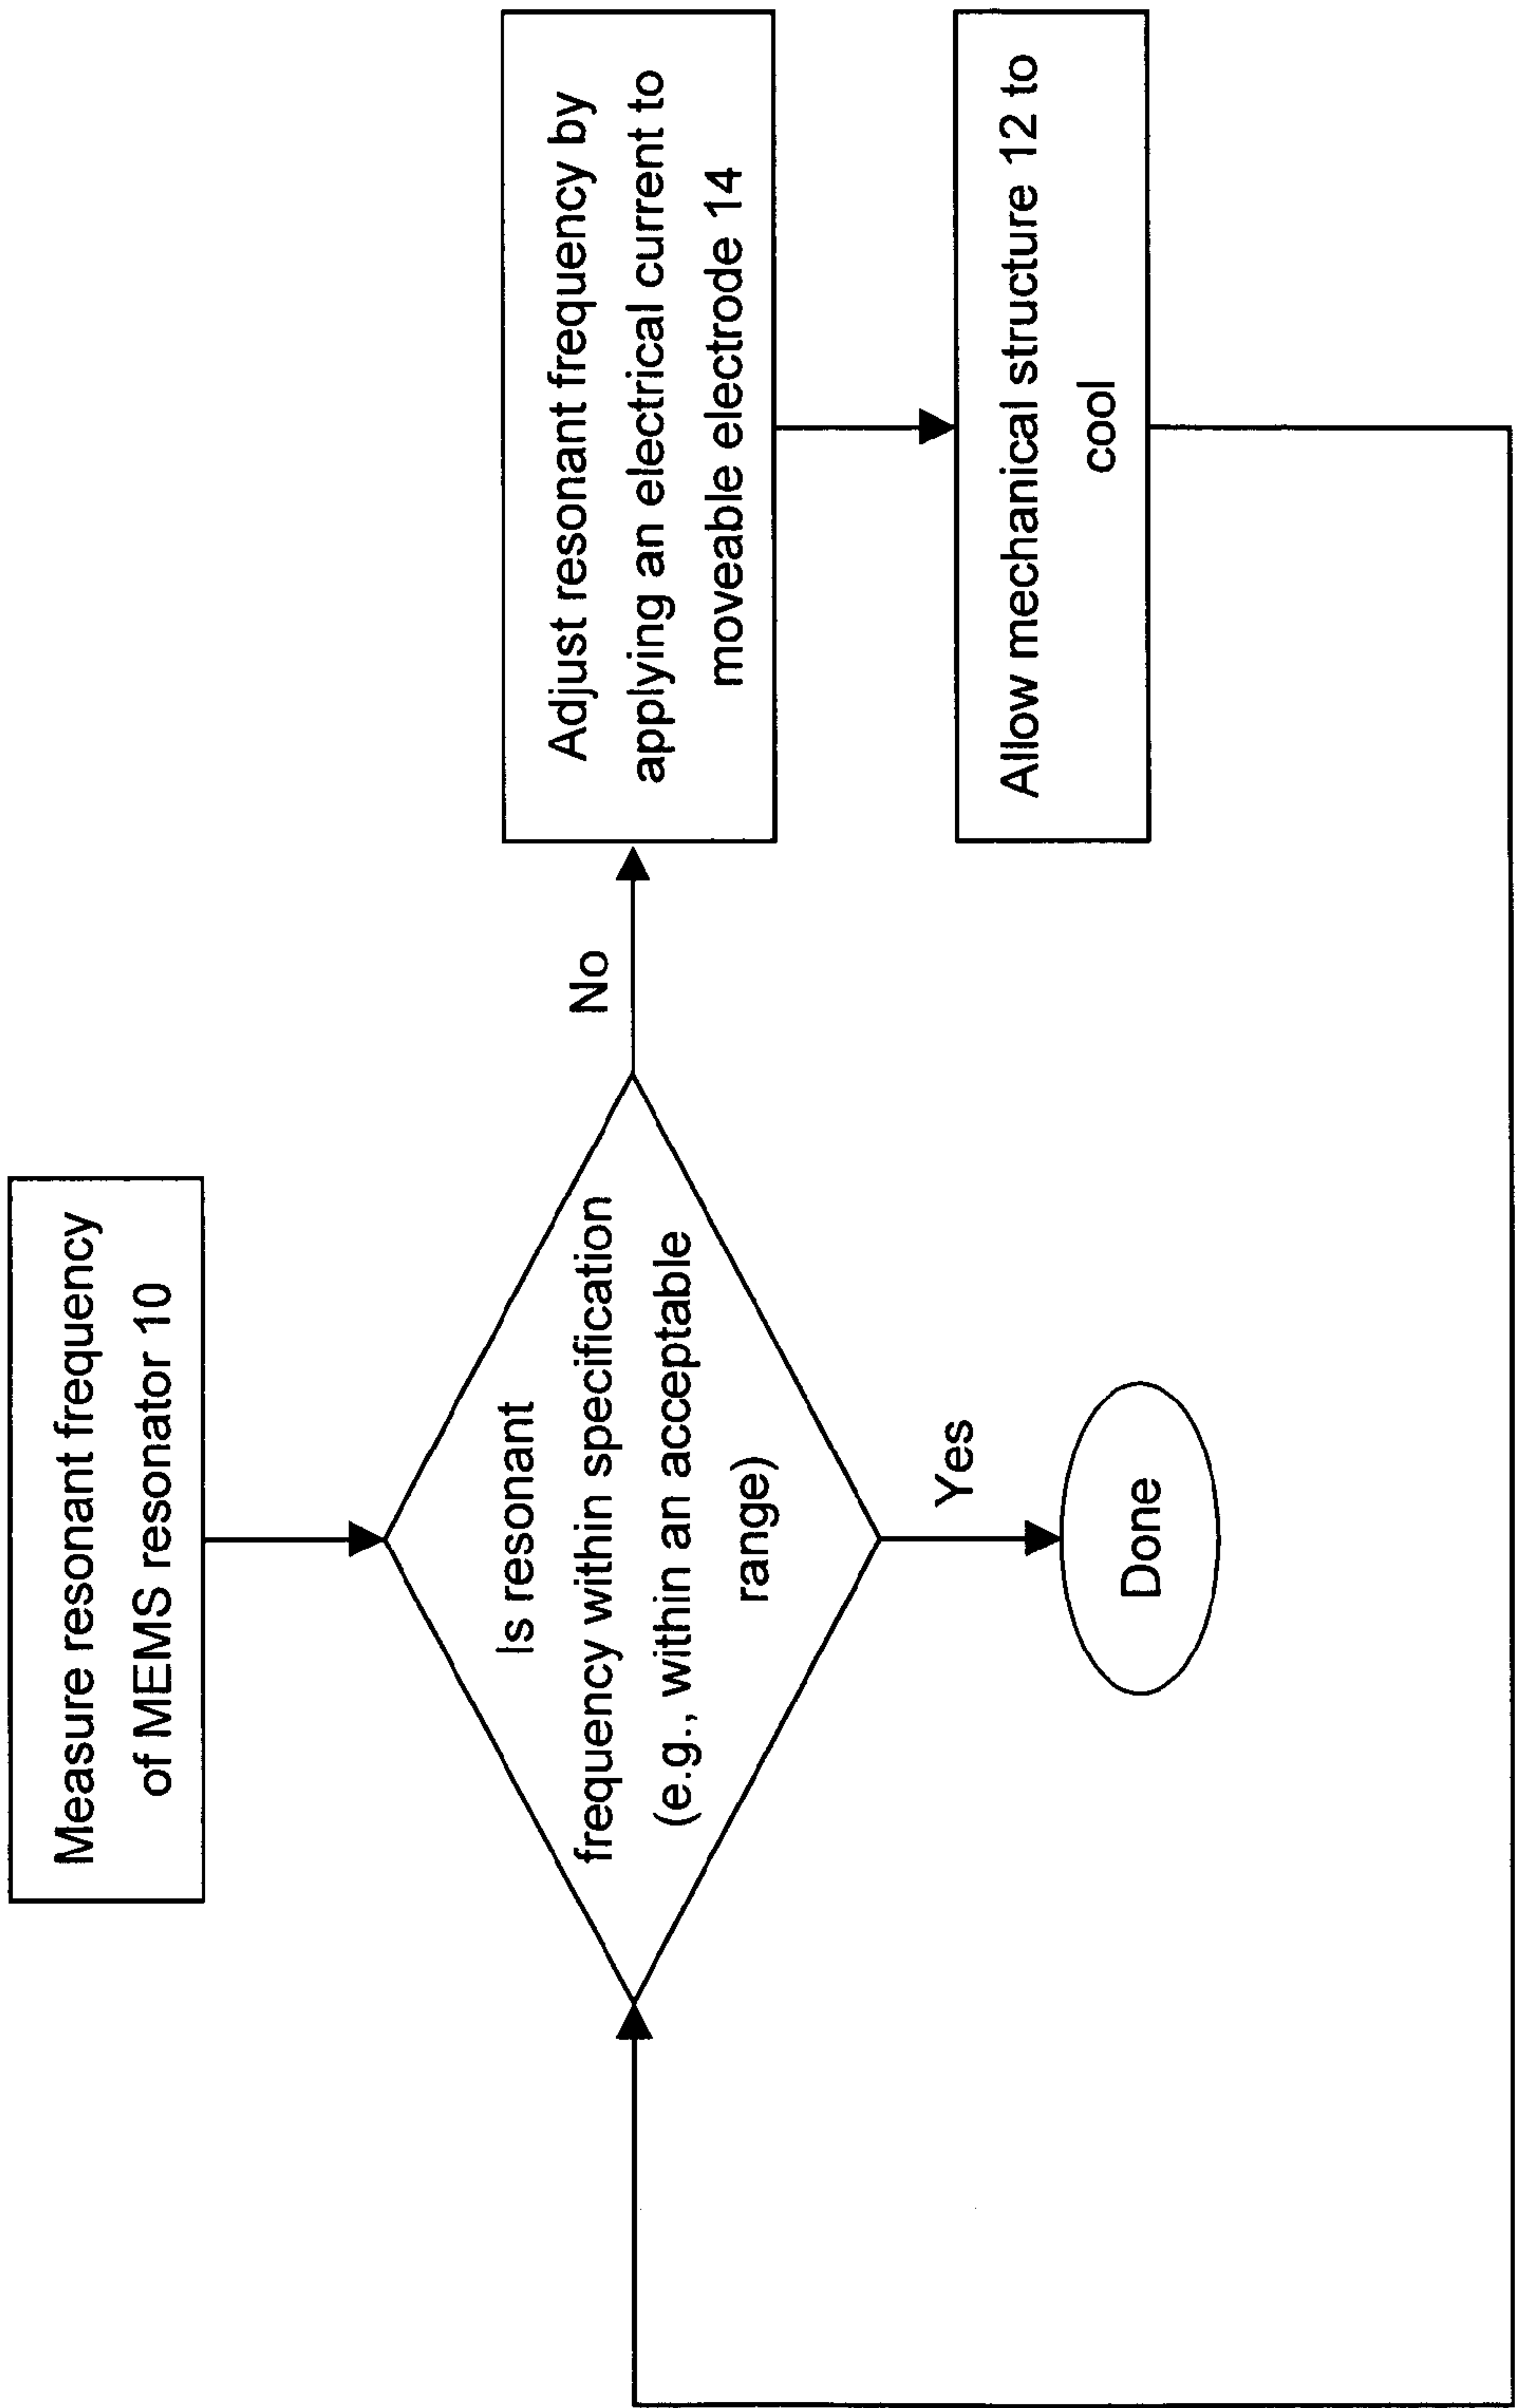 Measure resonant frequency
of MEMS resonator 10
Is resonant
frequency within specification
(e.g., within an acceptable
range)
No
Adjust resonant frequency by
applying an electrical current to
moveable electrode 14
Allow mechanical structure 12 to
cool
Yes
Done